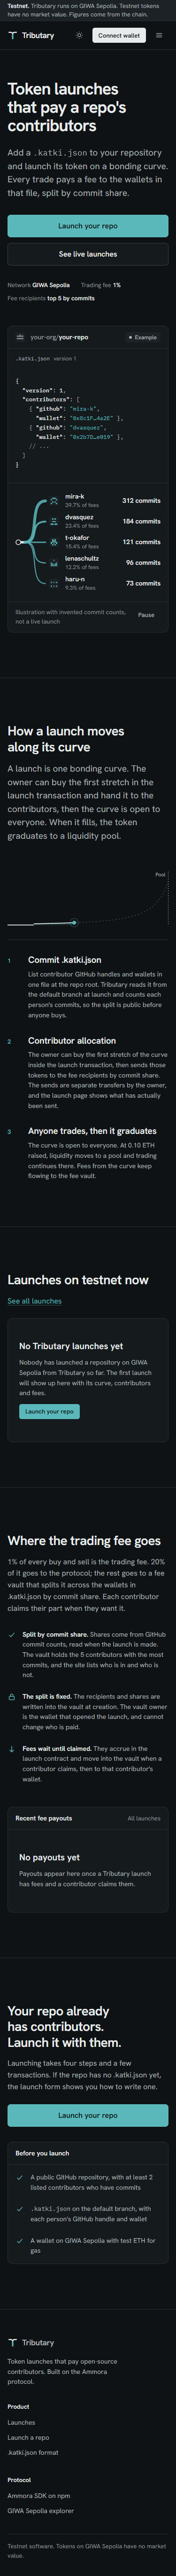 Testnet. Tributary runs on GIWA Sepolia. Testnet tokens
have no market value. Figures come from the chain.
Tributary
Connect wallet
Token launches
that pay a repo's
contributors
Add a .katki.json to your repository
and launch its token on a bonding curve.
Every trade pays a fee to the wallets in
that file, split by commit share.
Launch your repo
See live launches
Network GIWA Sepolia Trading fee 1%
Fee recipients top 5 by commits
your-org/your-repo
Example
.katki.json version 1
{
"version": 1,
"contributors": [
{ "github": "mira-k",
"wallet": "0x8c1F…4a2E" },
{ "github": "dvasquez",
"wallet": "0x2b7D…e019" }
// ...
]
}
mira-k
39.7% of fees
312 commits
dvasquez
23.4% of fees
184 commits
t-okafor
15.4% of fees
121 commits
lenaschultz
12.2% of fees
96 commits
haru-n
9.3% of fees
73 commits
Illustration with invented commit counts,
not a live launch
Pause
How a launch moves
along its curve
A launch is one bonding curve. The
owner can buy the first stretch in the
launch transaction and hand it to the
contributors, then the curve is open to
everyone. When it fills, the token
graduates to a liquidity pool.
Pool
1
Commit .katki.json
List contributor GitHub handles and wallets in
one file at the repo root. Tributary reads it from
the default branch at launch and counts each
person's commits, so the split is public before
anyone buys.
2
Contributor allocation
The owner can buy the first stretch of the curve
inside the launch transaction, then sends those
tokens to the fee recipients by commit share.
The sends are separate transfers by the owner,
and the launch page shows what has actually
been sent.
3
Anyone trades, then it graduates
The curve is open to everyone. At 0.10 ETH
raised, liquidity moves to a pool and trading
continues there. Fees from the curve keep
flowing to the fee vault.
Launches on testnet now
See all launches
No Tributary launches yet
Nobody has launched a repository on GIWA
Sepolia from Tributary so far. The first launch
will show up here with its curve, contributors
and fees.
Launch your repo
Where the trading fee goes
1% of every buy and sell is the trading fee. 20%
of it goes to the protocol; the rest goes to a fee
vault that splits it across the wallets in
.katki.json by commit share. Each contributor
claims their part when they want it.
Split by commit share. Shares come from GitHub
commit counts, read when the launch is made.
The vault holds the 5 contributors with the most
commits, and the site lists who is in and who is
not.
The split is fixed. The recipients and shares are
written into the vault at creation. The vault owner
is the wallet that opened the launch, and cannot
change who is paid.
Fees wait until claimed. They accrue in the
launch contract and move into the vault when a
contributor claims, then to that contributor's
wallet.
Recent fee payouts
All launches
No payouts yet
Payouts appear here once a Tributary launch
has fees and a contributor claims them.
Your repo already
has contributors.
Launch it with them.
Launching takes four steps and a few
transactions. If the repo has no .katki.json yet,
the launch form shows you how to write one.
Launch your repo
Before you launch
A public GitHub repository, with at least 2
listed contributors who have commits
.katki.json on the default branch, with
each person's GitHub handle and wallet
A wallet on GIWA Sepolia with test ETH for
gas
Tributary
Token launches that pay open-source
contributors. Built on the Ammora
protocol.
Product
Launches
Launch a repo
.katki.json format
Protocol
Ammora SDK on npm
GIWA Sepolia explorer
Testnet software. Tokens on GIWA Sepolia have no market
value.